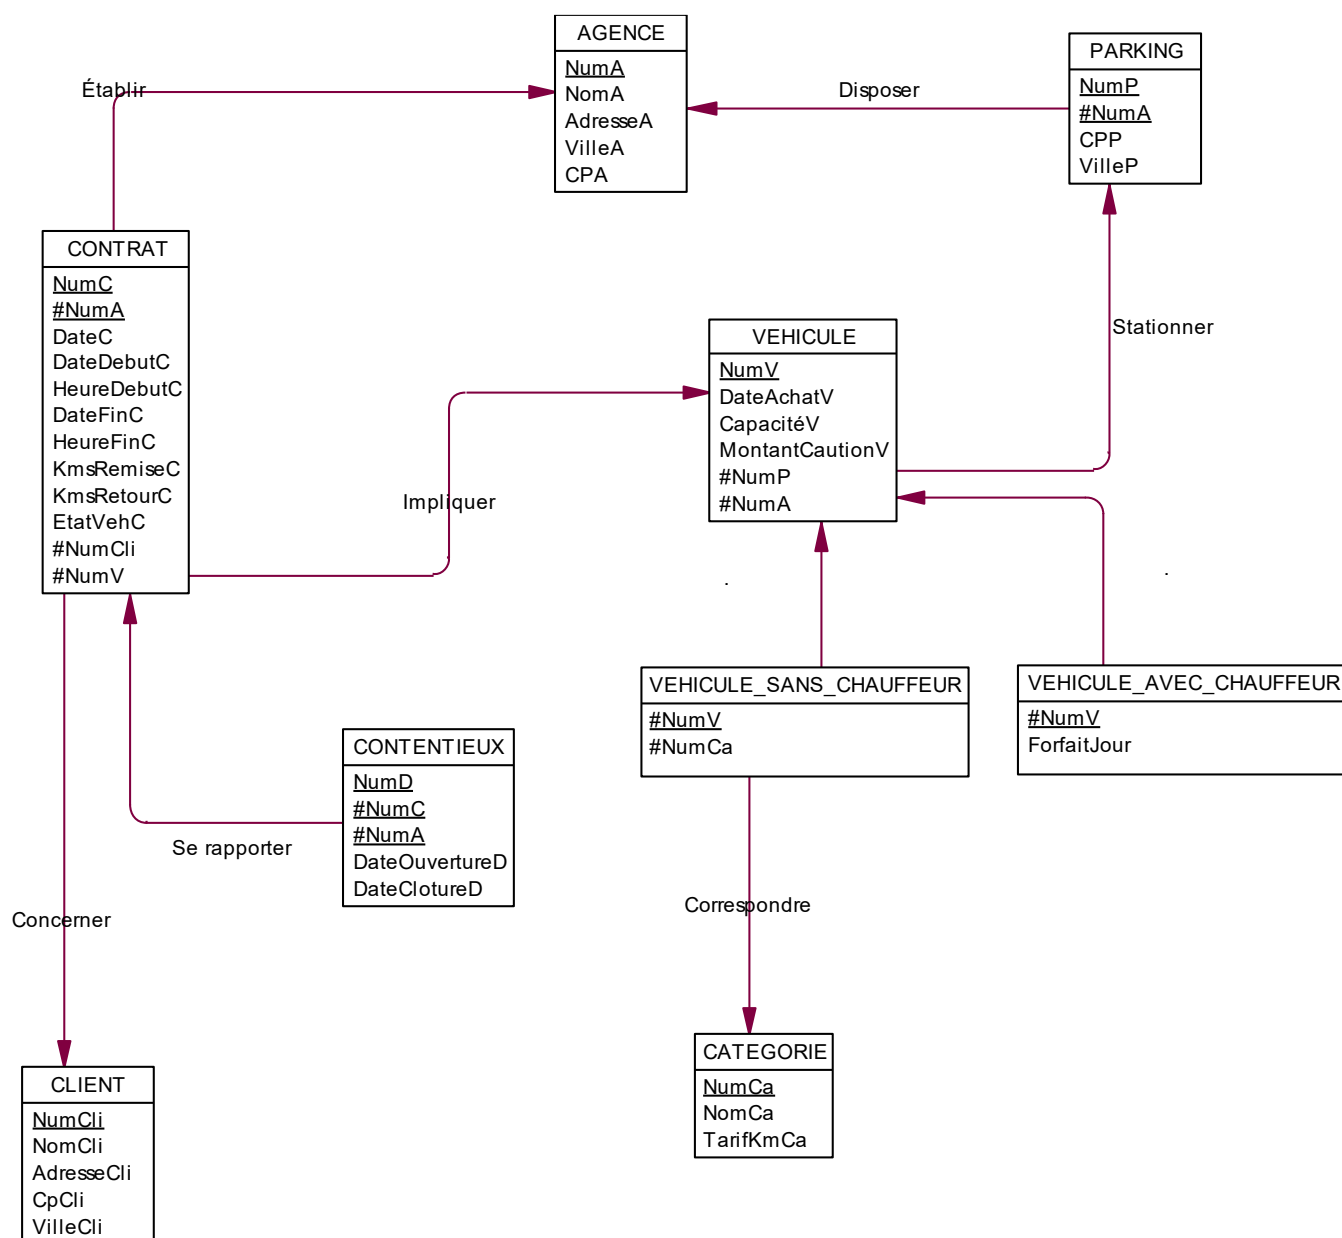 AGENCE
NumA
NomA
AdresseA
VilleA
CPA
PARKING
NumP
#NumA
CPP
VilleP
Établir
Disposer
CONTRAT
NumC
#NumA
DateC
DateDebutC
HeureDebutC
DateFinC
HeureFinC
KmsRemiseC
KmsRetourC
EtatVehC
#NumCli
#NumV
VEHICULE
NumV
DateAchatV
CapacitéV
MontantCautionV
#NumP
#NumA
Stationner
Impliquer
VEHICULE_SANS_CHAUFFEUR
#NumV
#NumCa
VEHICULE_AVEC_CHAUFFEUR
#NumV
ForfaitJour
CONTENTIEUX
NumD
#NumC
#NumA
DateOuvertureD
DateClotureD
Se rapporter
Concerner
Correspondre
CATEGORIE
NumCa
NomCa
TarifKmCa
CLIENT
NumCli
NomCli
AdresseCli
CpCli
VilleCli